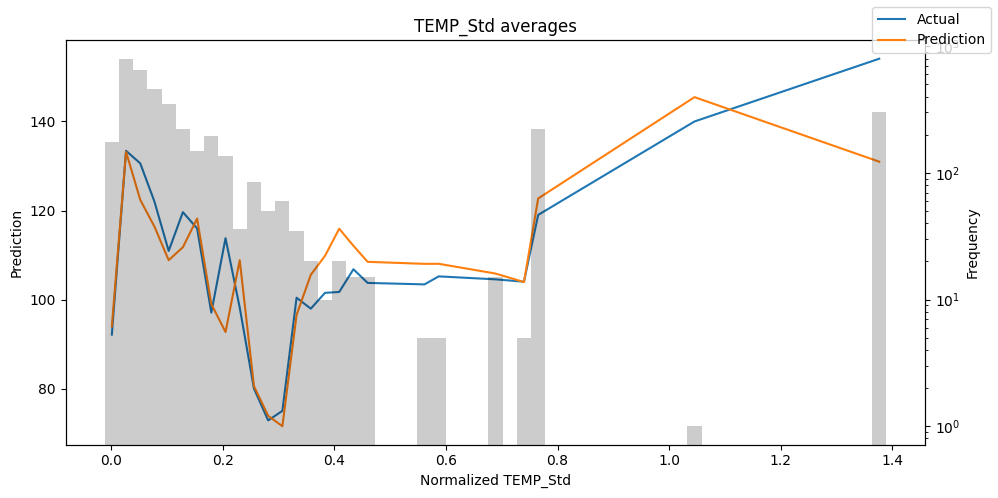 TEMP_Std averages
Actual
Prediction
140
120
100
80
Prediction
10³
10²
10¹
10⁰
Frequency
0.0 0.2 0.4 0.6 0.8 1.0 1.2 1.4
Normalized TEMP_Std